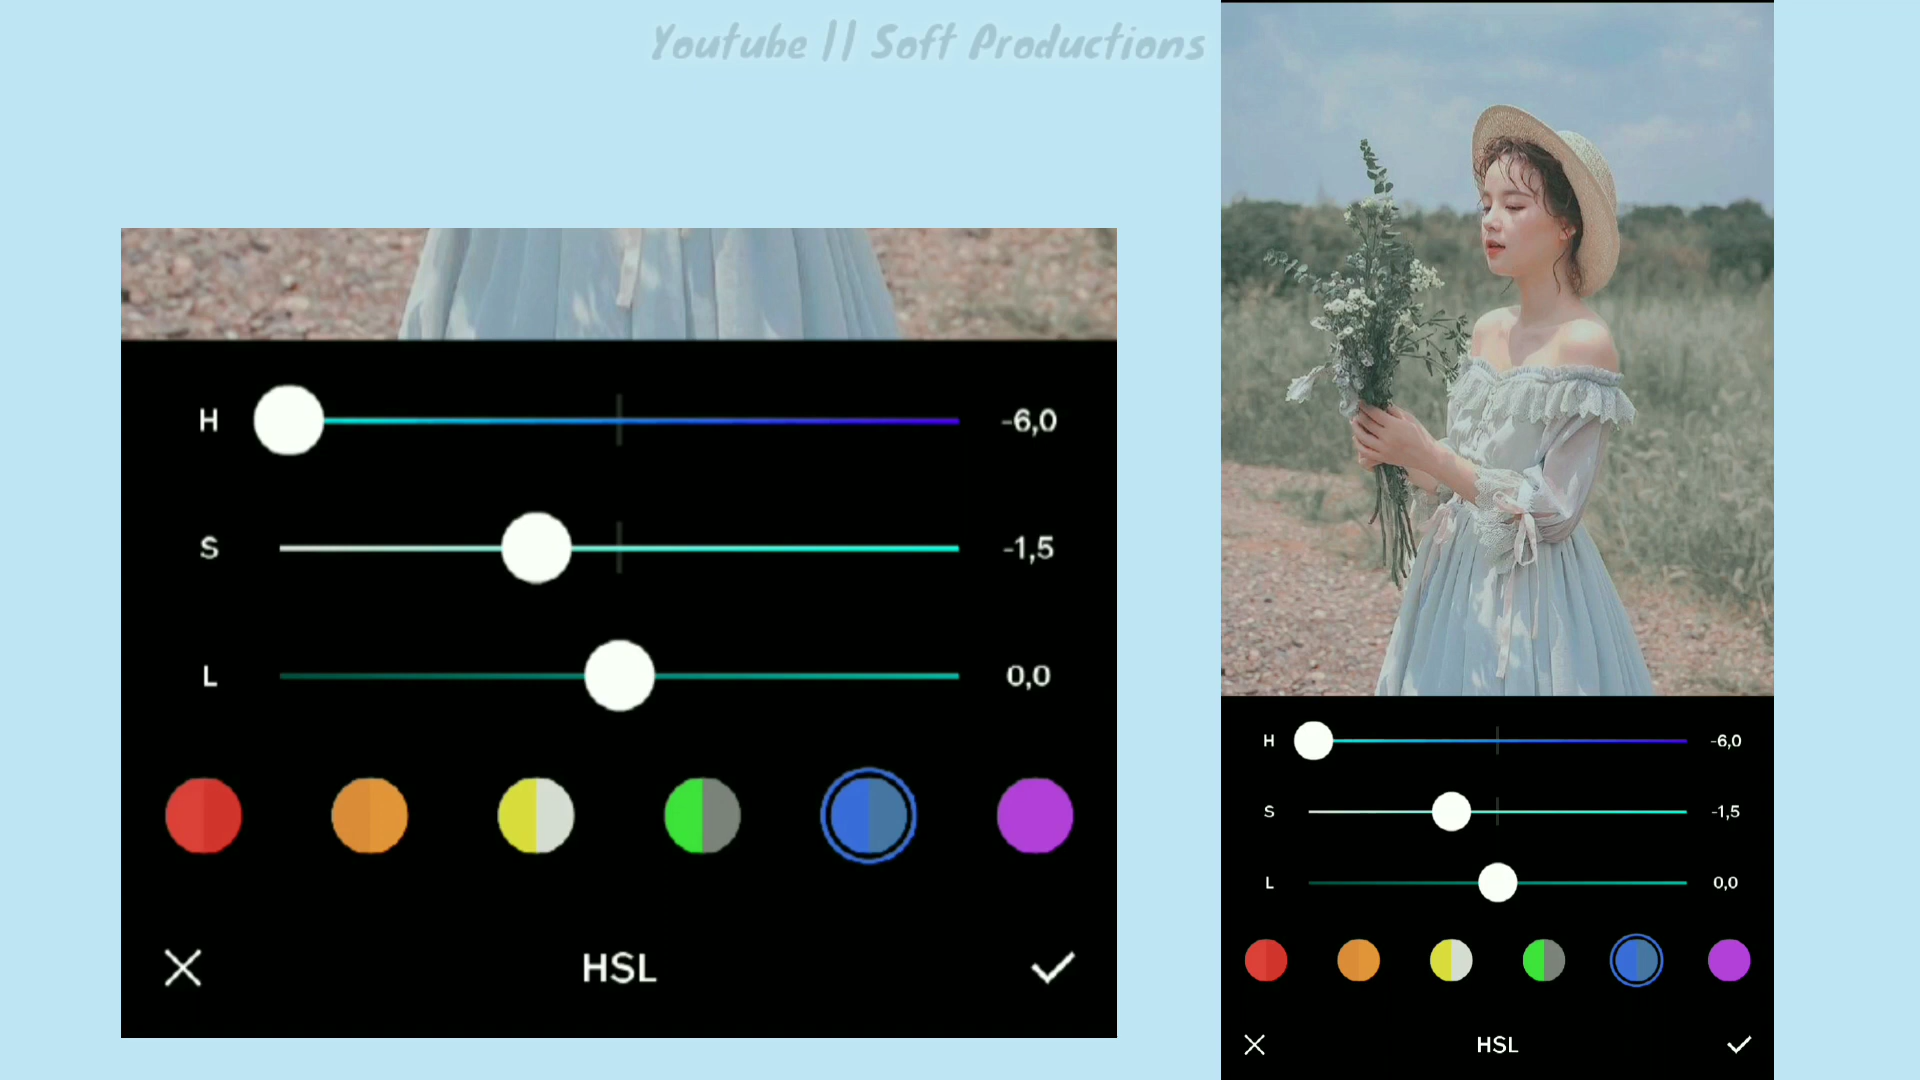 Youtube || Soft Productions
H -6,0
S -1,5
L 0,0
HSL
H -6,0
S -1,5
L 0,0
HSL